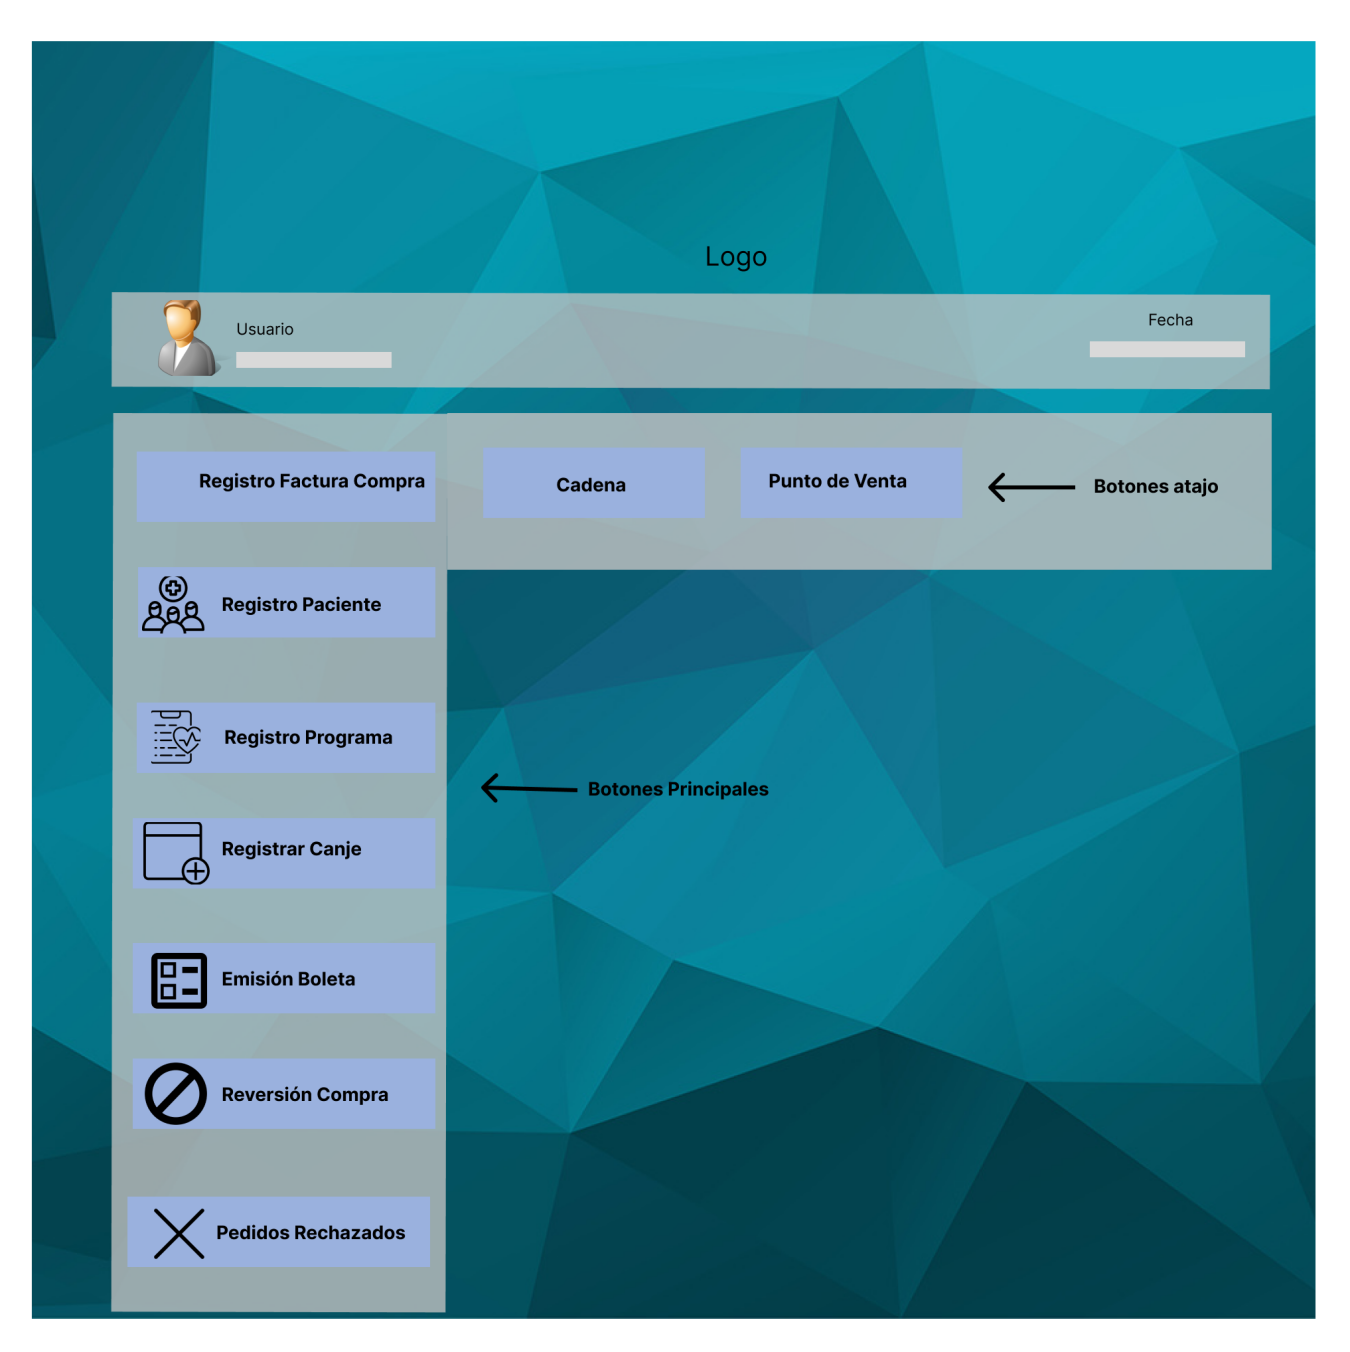 Logo
Usuario
Fecha
Registro Factura Compra
Cadena
Punto de Venta
Botones atajo
Registro Paciente
Registro Programa
Botones Principales
Registrar Canje
Emisión Boleta
Reversión Compra
Pedidos Rechazados